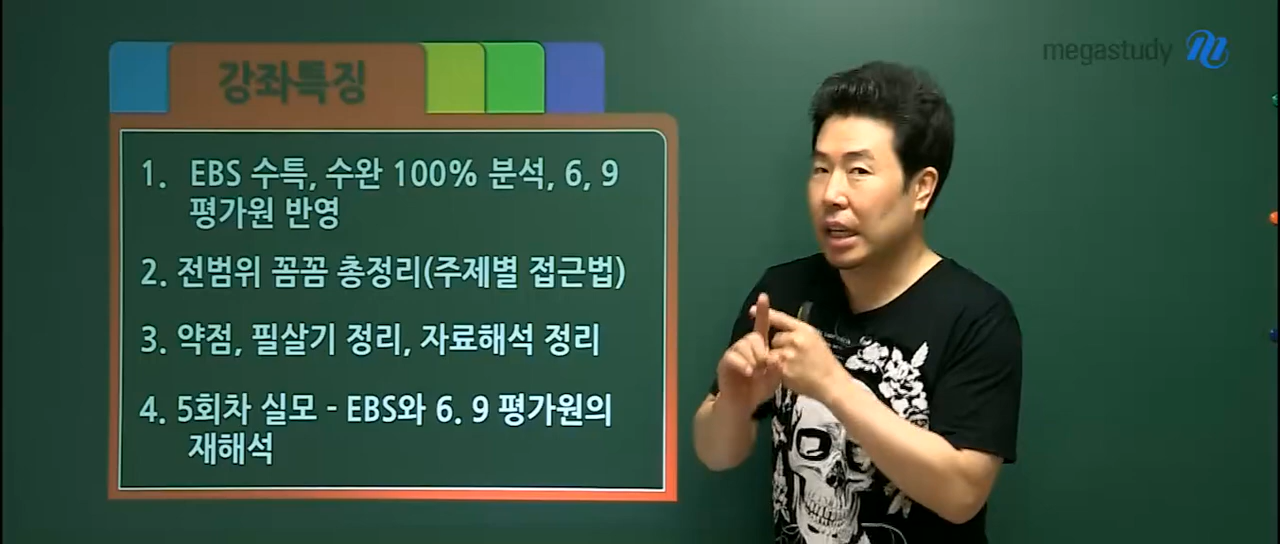 megastudy
강좌특징
1. EBS 수특, 수완 100% 분석, 6, 9
평가원 반영
2. 전범위 꼼꼼 총정리(주제별 접근법)
3. 약점, 필살기 정리, 자료해석 정리
4. 5회차 실모 - EBS와 6. 9 평가원의
재해석